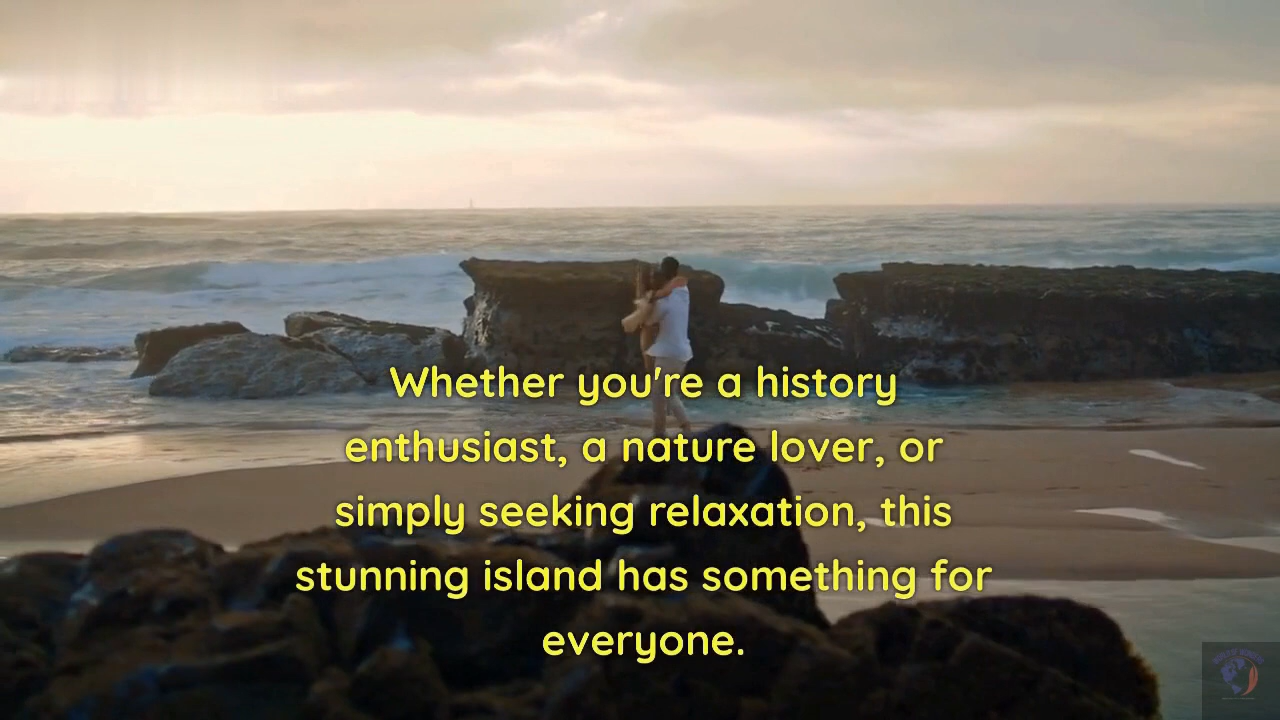 Whether you're a history
enthusiast, a nature lover, or
simply seeking relaxation, this
stunning island has something for
everyone.